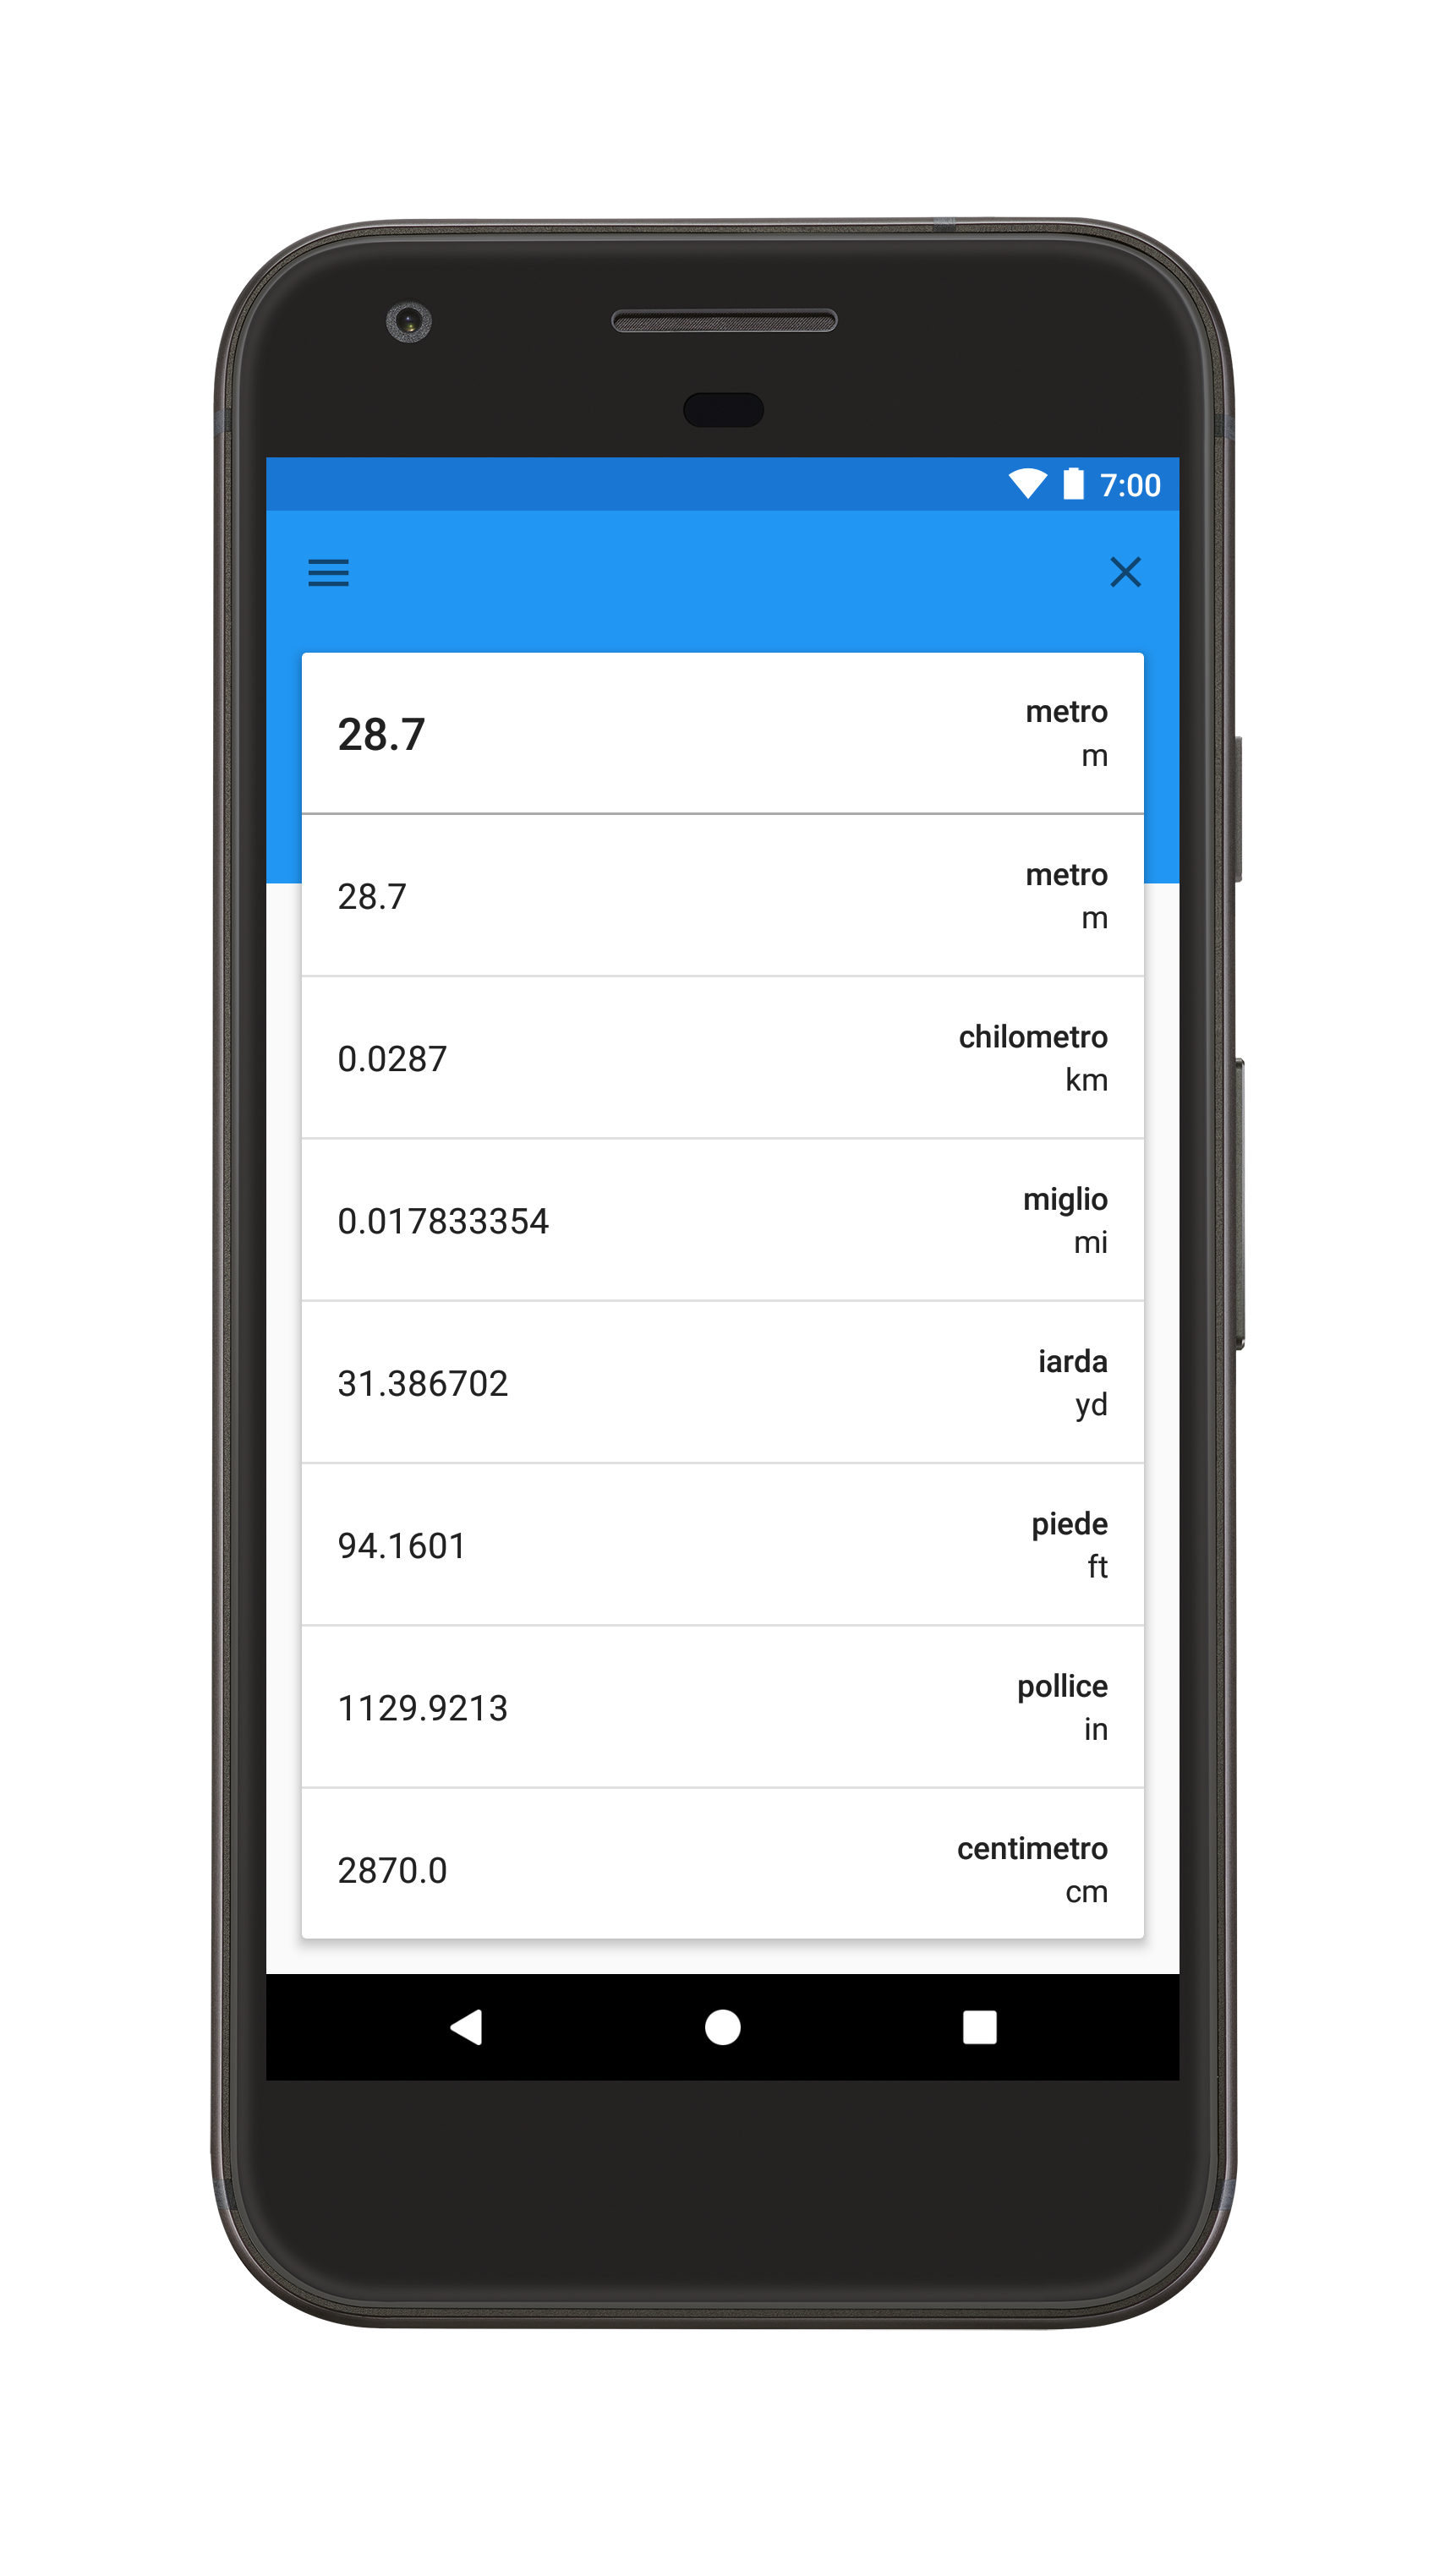 7:00
28.7
metro
m
28.7
metro
m
0.0287
chilometro
km
0.017833354
miglio
mi
31.386702
iarda
yd
94.1601
piede
ft
1129.9213
pollice
in
2870.0
centimetro
cm